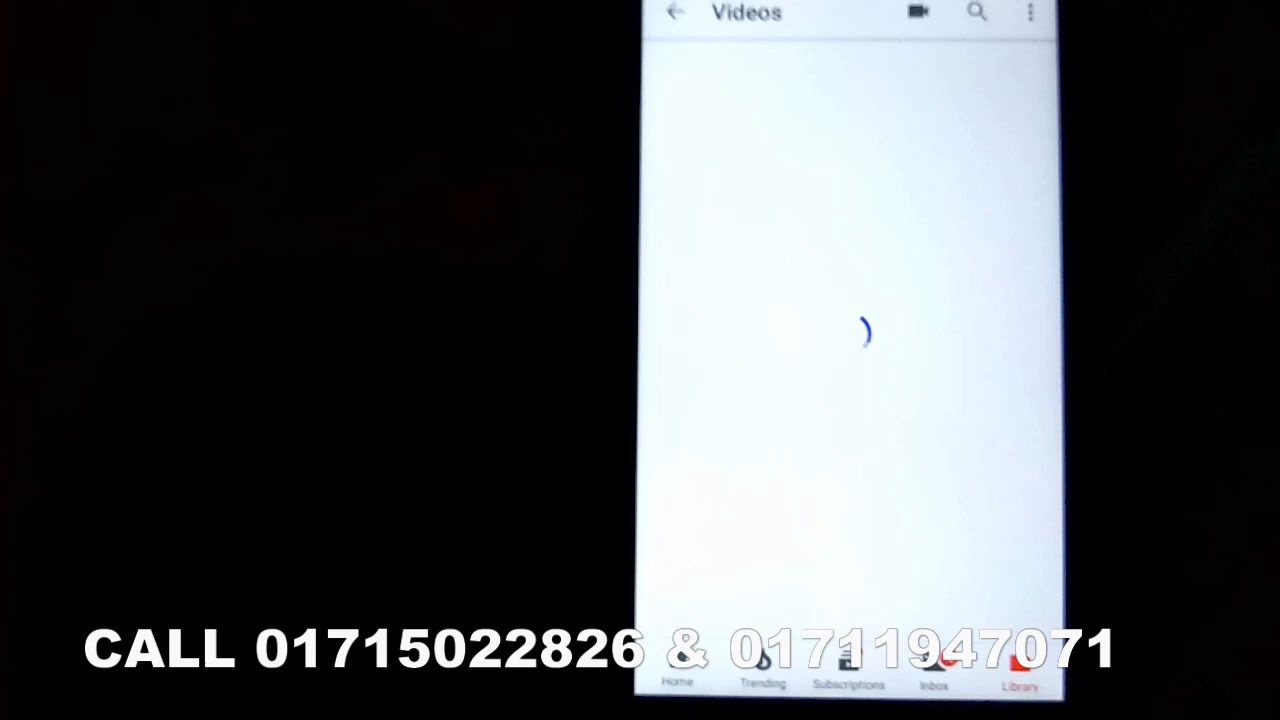 Videos
CALL 01715022826 & 01711947071
Home Trending Subscriptions Inbox Library